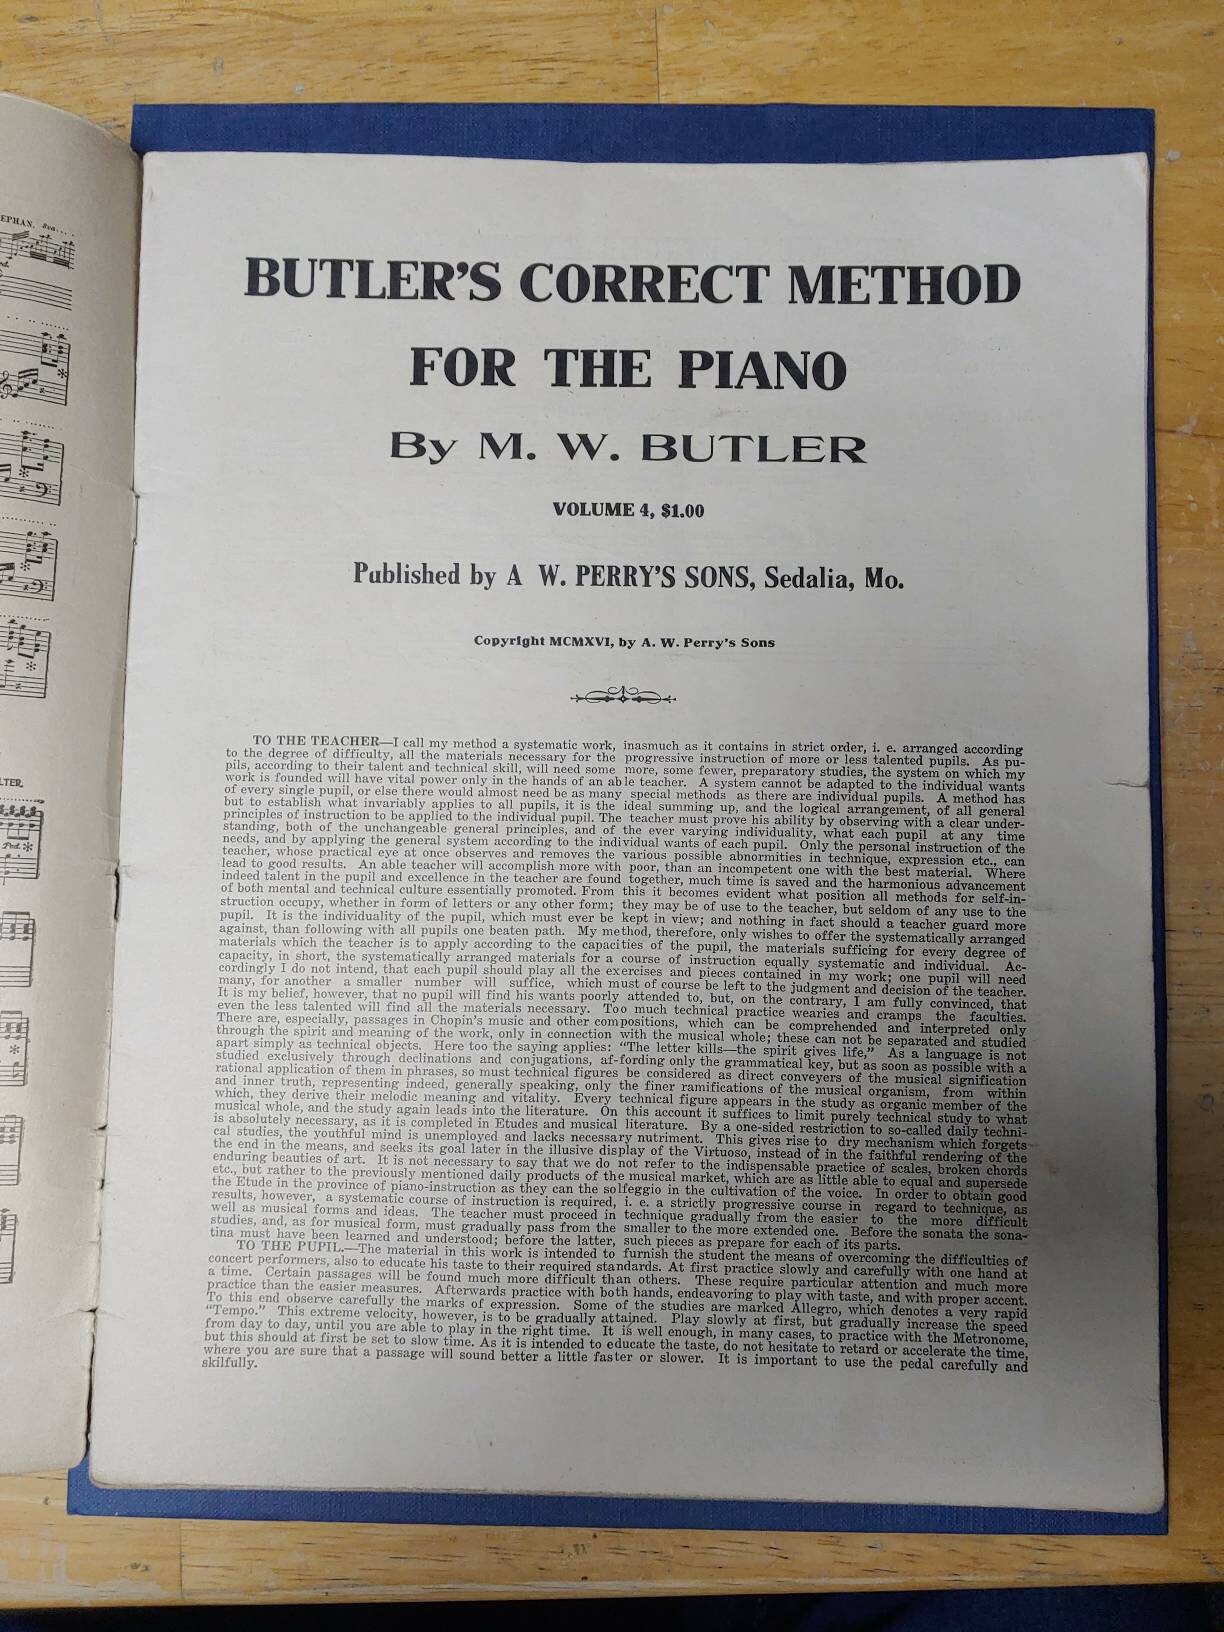 EPHAN.
8va....
LTER.
Ped.
BUTLER'S CORRECT METHOD
FOR THE PIANO
By M. W. BUTLER
VOLUME 4, $1.00
Published by A W. PERRY'S SONS, Sedalia, Mo.
Copyright MCMXVI, by A. W. Perry's Sons
TO THE TEACHER—I call my method a systematic work, inasmuch as it contains in strict order, i. e. arranged according
to the degree of difficulty, all the materials necessary for the progressive instruction of more or less talented pupils. As pu-
pils, according to their talent and technical skill, will need some more, some fewer, preparatory studies, the system on which my
work is founded will have vital power only in the hands of an able teacher. A system cannot be adapted to the individual wants
of every single pupil, or else there would almost need be as many special methods as there are individual pupils. A method has
but to establish what invariably applies to all pupils, it is the ideal summing up, and the logical arrangement, of all general
principles of instruction to be applied to the individual pupil. The teacher must prove his ability by observing with a clear under-
standing, both of the unchangeable general principles, and of the ever varying individuality, what each pupil at any time
needs, and by applying the general system according to the individual wants of each pupil. Only the personal instruction of the
teacher, whose practical eye at once observes and removes the various possible abnormities in technique, expression etc., can
lead to good results. An able teacher will accomplish more with poor, than an incompetent one with the best material. Where
indeed talent in the pupil and excellence in the teacher are found together, much time is saved and the harmonious advancement
of both mental and technical culture essentially promoted. From this it becomes evident what position all methods for self-in-
struction occupy, whether in form of letters or any other form; they may be of use to the teacher, but seldom of any use to the
pupil. It is the individuality of the pupil, which must ever be kept in view; and nothing in fact should a teacher guard more
against, than following with all pupils one beaten path. My method, therefore, only wishes to offer the systematically arranged
materials which the teacher is to apply according to the capacities of the pupil, the materials sufficing for every degree of
capacity, in short, the systematically arranged materials for a course of instruction equally systematic and individual. Ac-
cordingly I do not intend, that each pupil should play all the exercises and pieces contained in my work; one pupil will need
many, for another a smaller number will suffice, which must of course be left to the judgment and decision of the teacher.
It is my belief, however, that no pupil will find his wants poorly attended to, but, on the contrary, I am fully convinced, that
even the less talented will find all the materials necessary. Too much technical practice wearies and cramps the faculties.
There are, especially, passages in Chopin's music and other compositions, which can be comprehended and interpreted only
through the spirit and meaning of the work, only in connection with the musical whole; these can not be separated and studied
apart simply as technical objects. Here too the saying applies: "The letter kills—the spirit gives life," As a language is not
studied exclusively through declinations and conjugations, af-fording only the grammatical key, but as soon as possible with a
rational application of them in phrases, so must technical figures be considered as direct conveyers of the musical signification
and inner truth, representing indeed, generally speaking, only the finer ramifications of the musical organism, from within
which, they derive their melodic meaning and vitality. Every technical figure appears in the study as organic member of the
musical whole, and the study again leads into the literature. On this account it suffices to limit purely technical study to what
is absolutely necessary, as it is completed in Etudes and musical literature. By a one-sided restriction to so-called daily techni-
cal studies, the youthful mind is unemployed and lacks necessary nutriment. This gives rise to dry mechanism which forgets
the end in the means, and seeks its goal later in the illusive display of the Virtuoso, instead of in the faithful rendering of the
enduring beauties of art. It is not necessary to say that we do not refer to the indispensable practice of scales, broken chords
etc., but rather to the previously mentioned daily products of the musical market, which are as little able to equal and supersede
the Etude in the province of piano-instruction as they can the solfeggio in the cultivation of the voice. In order to obtain good
results, however, a systematic course of instruction is required, i. e. a strictly progressive course in regard to technique, as
well as musical forms and ideas. The teacher must proceed in technique gradually from the easier to the more difficult
studies, and, as for musical form, must gradually pass from the smaller to the more extended one. Before the sonata the sona-
tina must have been learned and understood; before the latter, such pieces as prepare for each of its parts.
TO THE PUPIL.—The material in this work is intended to furnish the student the means of overcoming the difficulties of
concert performers, also to educate his taste to their required standards. At first practice slowly and carefully with one hand at
a time. Certain passages will be found much more difficult than others. These require particular attention and much more
practice than the easier measures. Afterwards practice with both hands, endeavoring to play with taste, and with proper accent.
To this end observe carefully the marks of expression. Some of the studies are marked Allegro, which denotes a very rapid
"Tempo." This extreme velocity, however, is to be gradually attained. Play slowly at first, but gradually increase the speed
from day to day, until you are able to play in the right time. It is well enough, in many cases, to practice with the Metronome,
but this should at first be set to slow time. As it is intended to educate the taste, do not hesitate to retard or accelerate the time,
where you are sure that a passage will sound better a little faster or slower. It is important to use the pedal carefully and
skilfully.